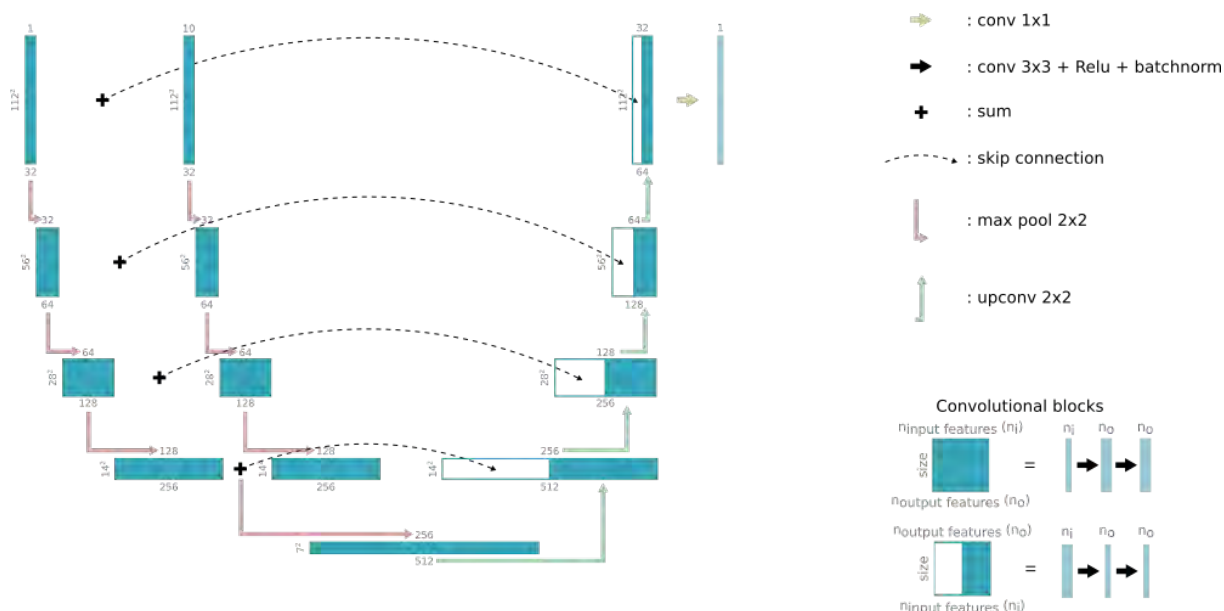 1 10 32 1
112² 112² 112²
32 32 64
: conv 1x1
: conv 3x3 + Relu + batchnorm
: sum
: skip connection
: max pool 2x2
: upconv 2x2
32 32 64
56² 56² 56²
64 64 128
64 64 128
28² 28² 28²
128 128 256
128 128 256
14² 14² 14²
256 256 512
256
7²
512
Convolutional blocks
ninput features (ni) ni no no
size =
noutput features (no)
noutput features (no) ni no no
size =
ninput features (ni)